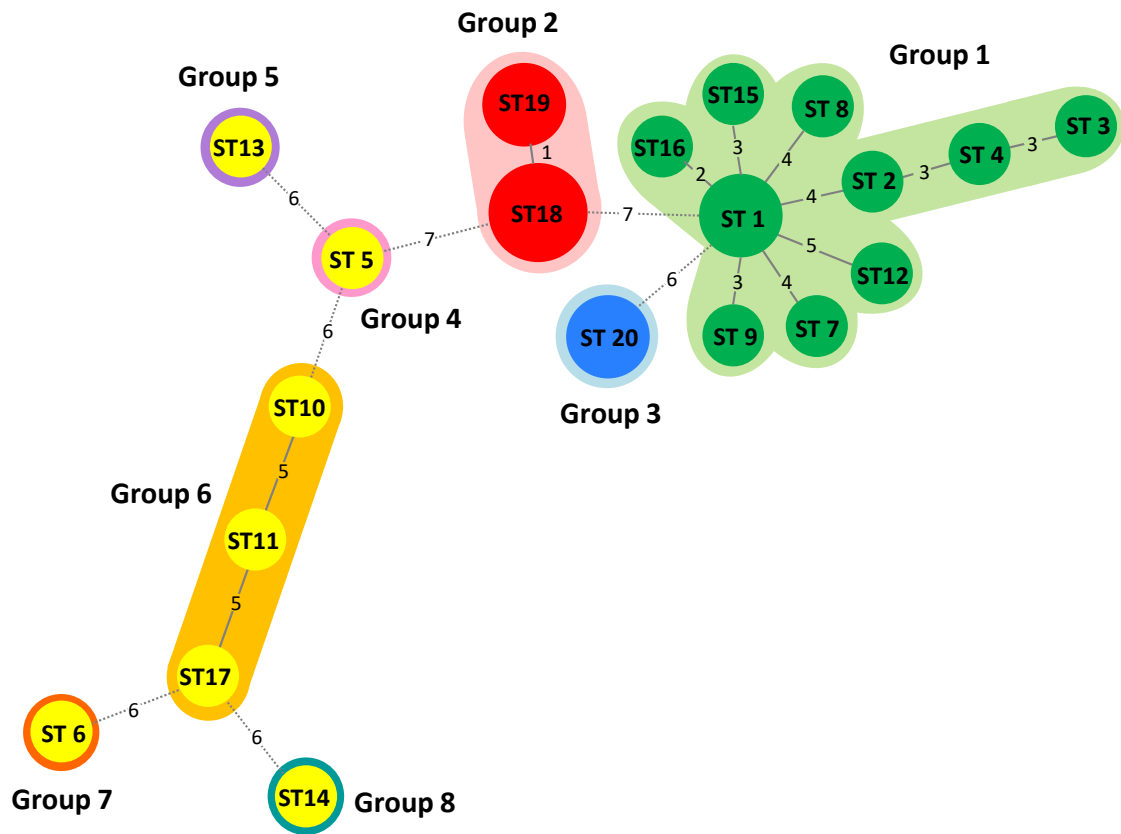 Group 2
Group 1
Group 5
ST19
ST15
ST 8
ST 3
ST13
1
3
4
3
ST 4
ST16
2
3
ST 2
6
4
ST18
7
ST 1
7
5
ST 5
ST12
6
3
4
Group 4
6
ST 20
ST 9
ST 7
ST10
Group 3
5
Group 6
ST11
5
ST17
6
ST 6
6
Group 7
ST14
Group 8